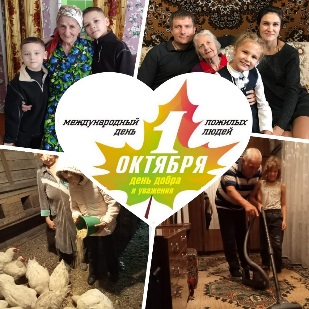 международный
день
пожилых
людей
1
ОКТЯБРЯ
день добра
и уважения